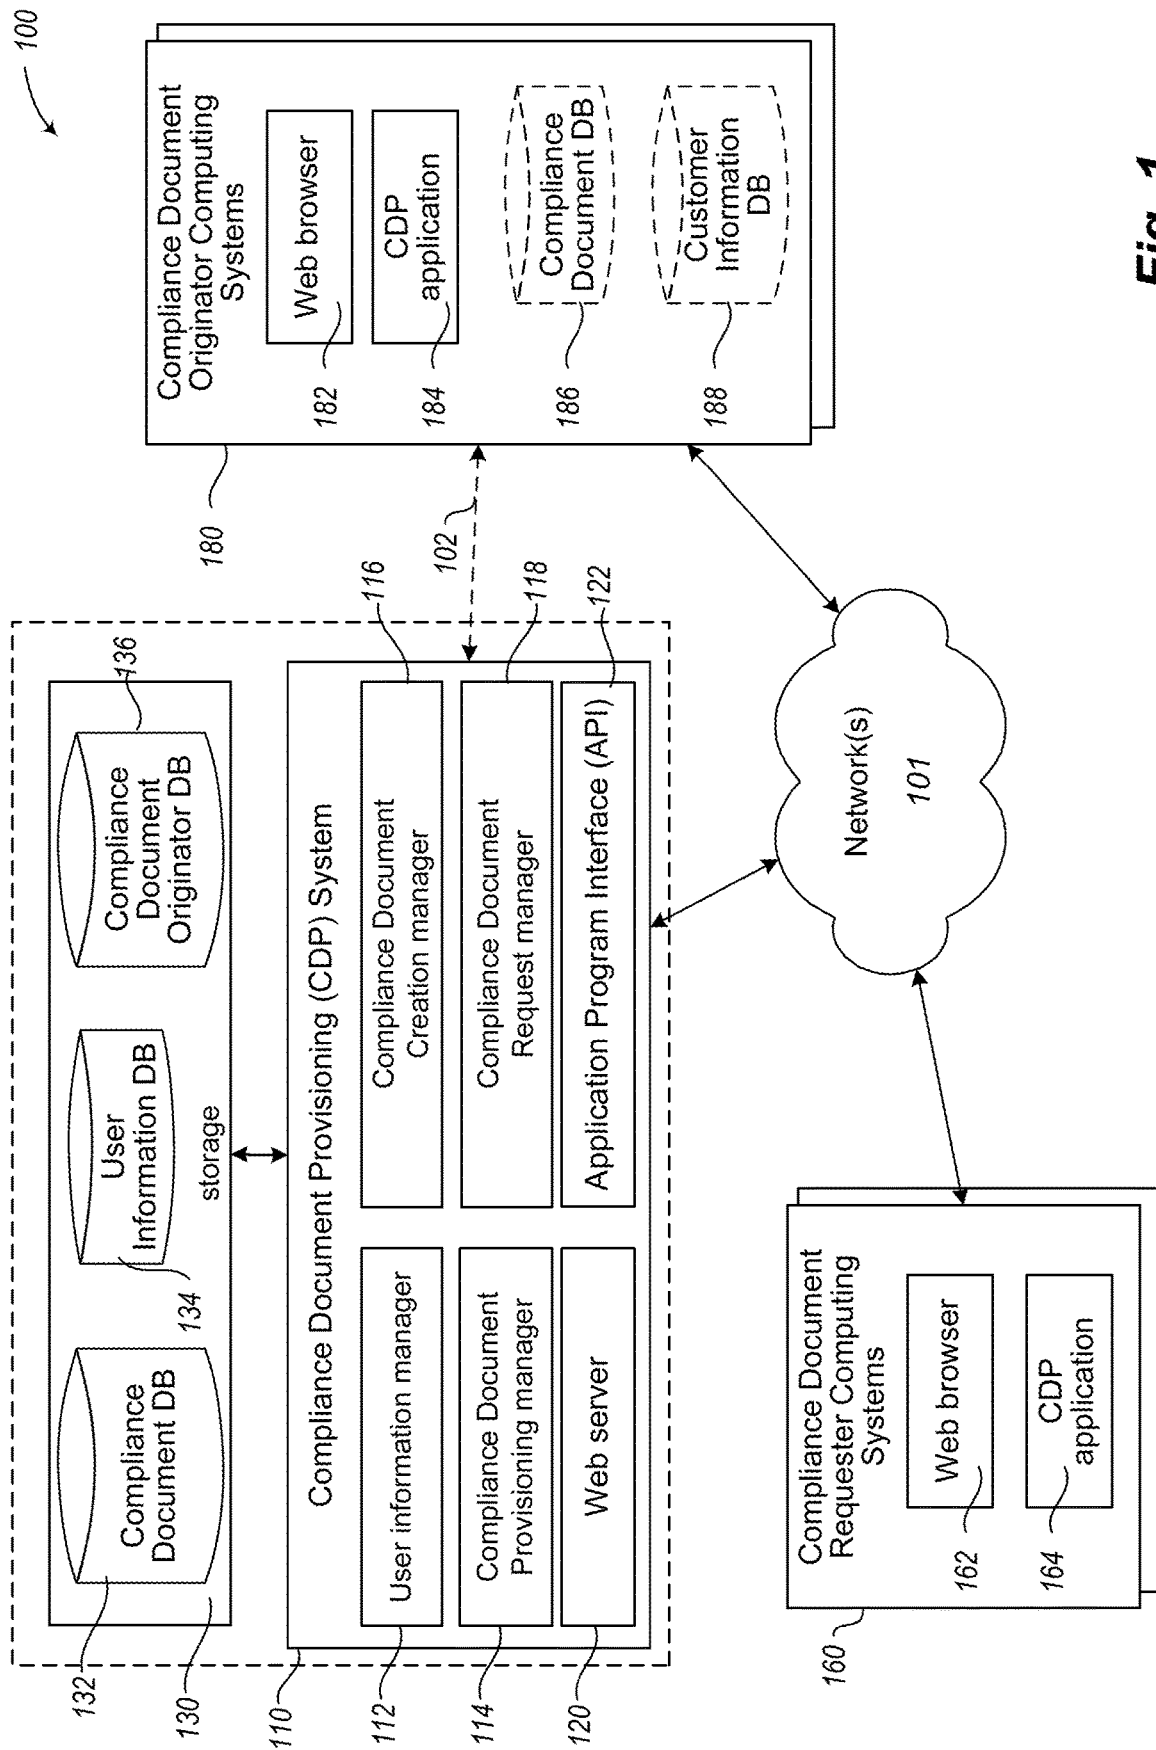 100
132
Compliance
Document DB
134
User
Information DB
136
Compliance
Document
Originator DB
130
storage
110
Compliance Document Provisioning (CDP) System
112
User information manager
Compliance Document
Creation manager
116
114
Compliance Document
Provisioning manager
Compliance Document
Request manager
118
120
Web server
Application Program Interface (API)
122
102
180
Compliance Document
Originator Computing
Systems
182
Web browser
184
CDP
application
186
Compliance
Document DB
188
Customer
Information
DB
Network(s)
101
160
Compliance Document
Requester Computing
Systems
162
Web browser
164
CDP
application
Fig. 1